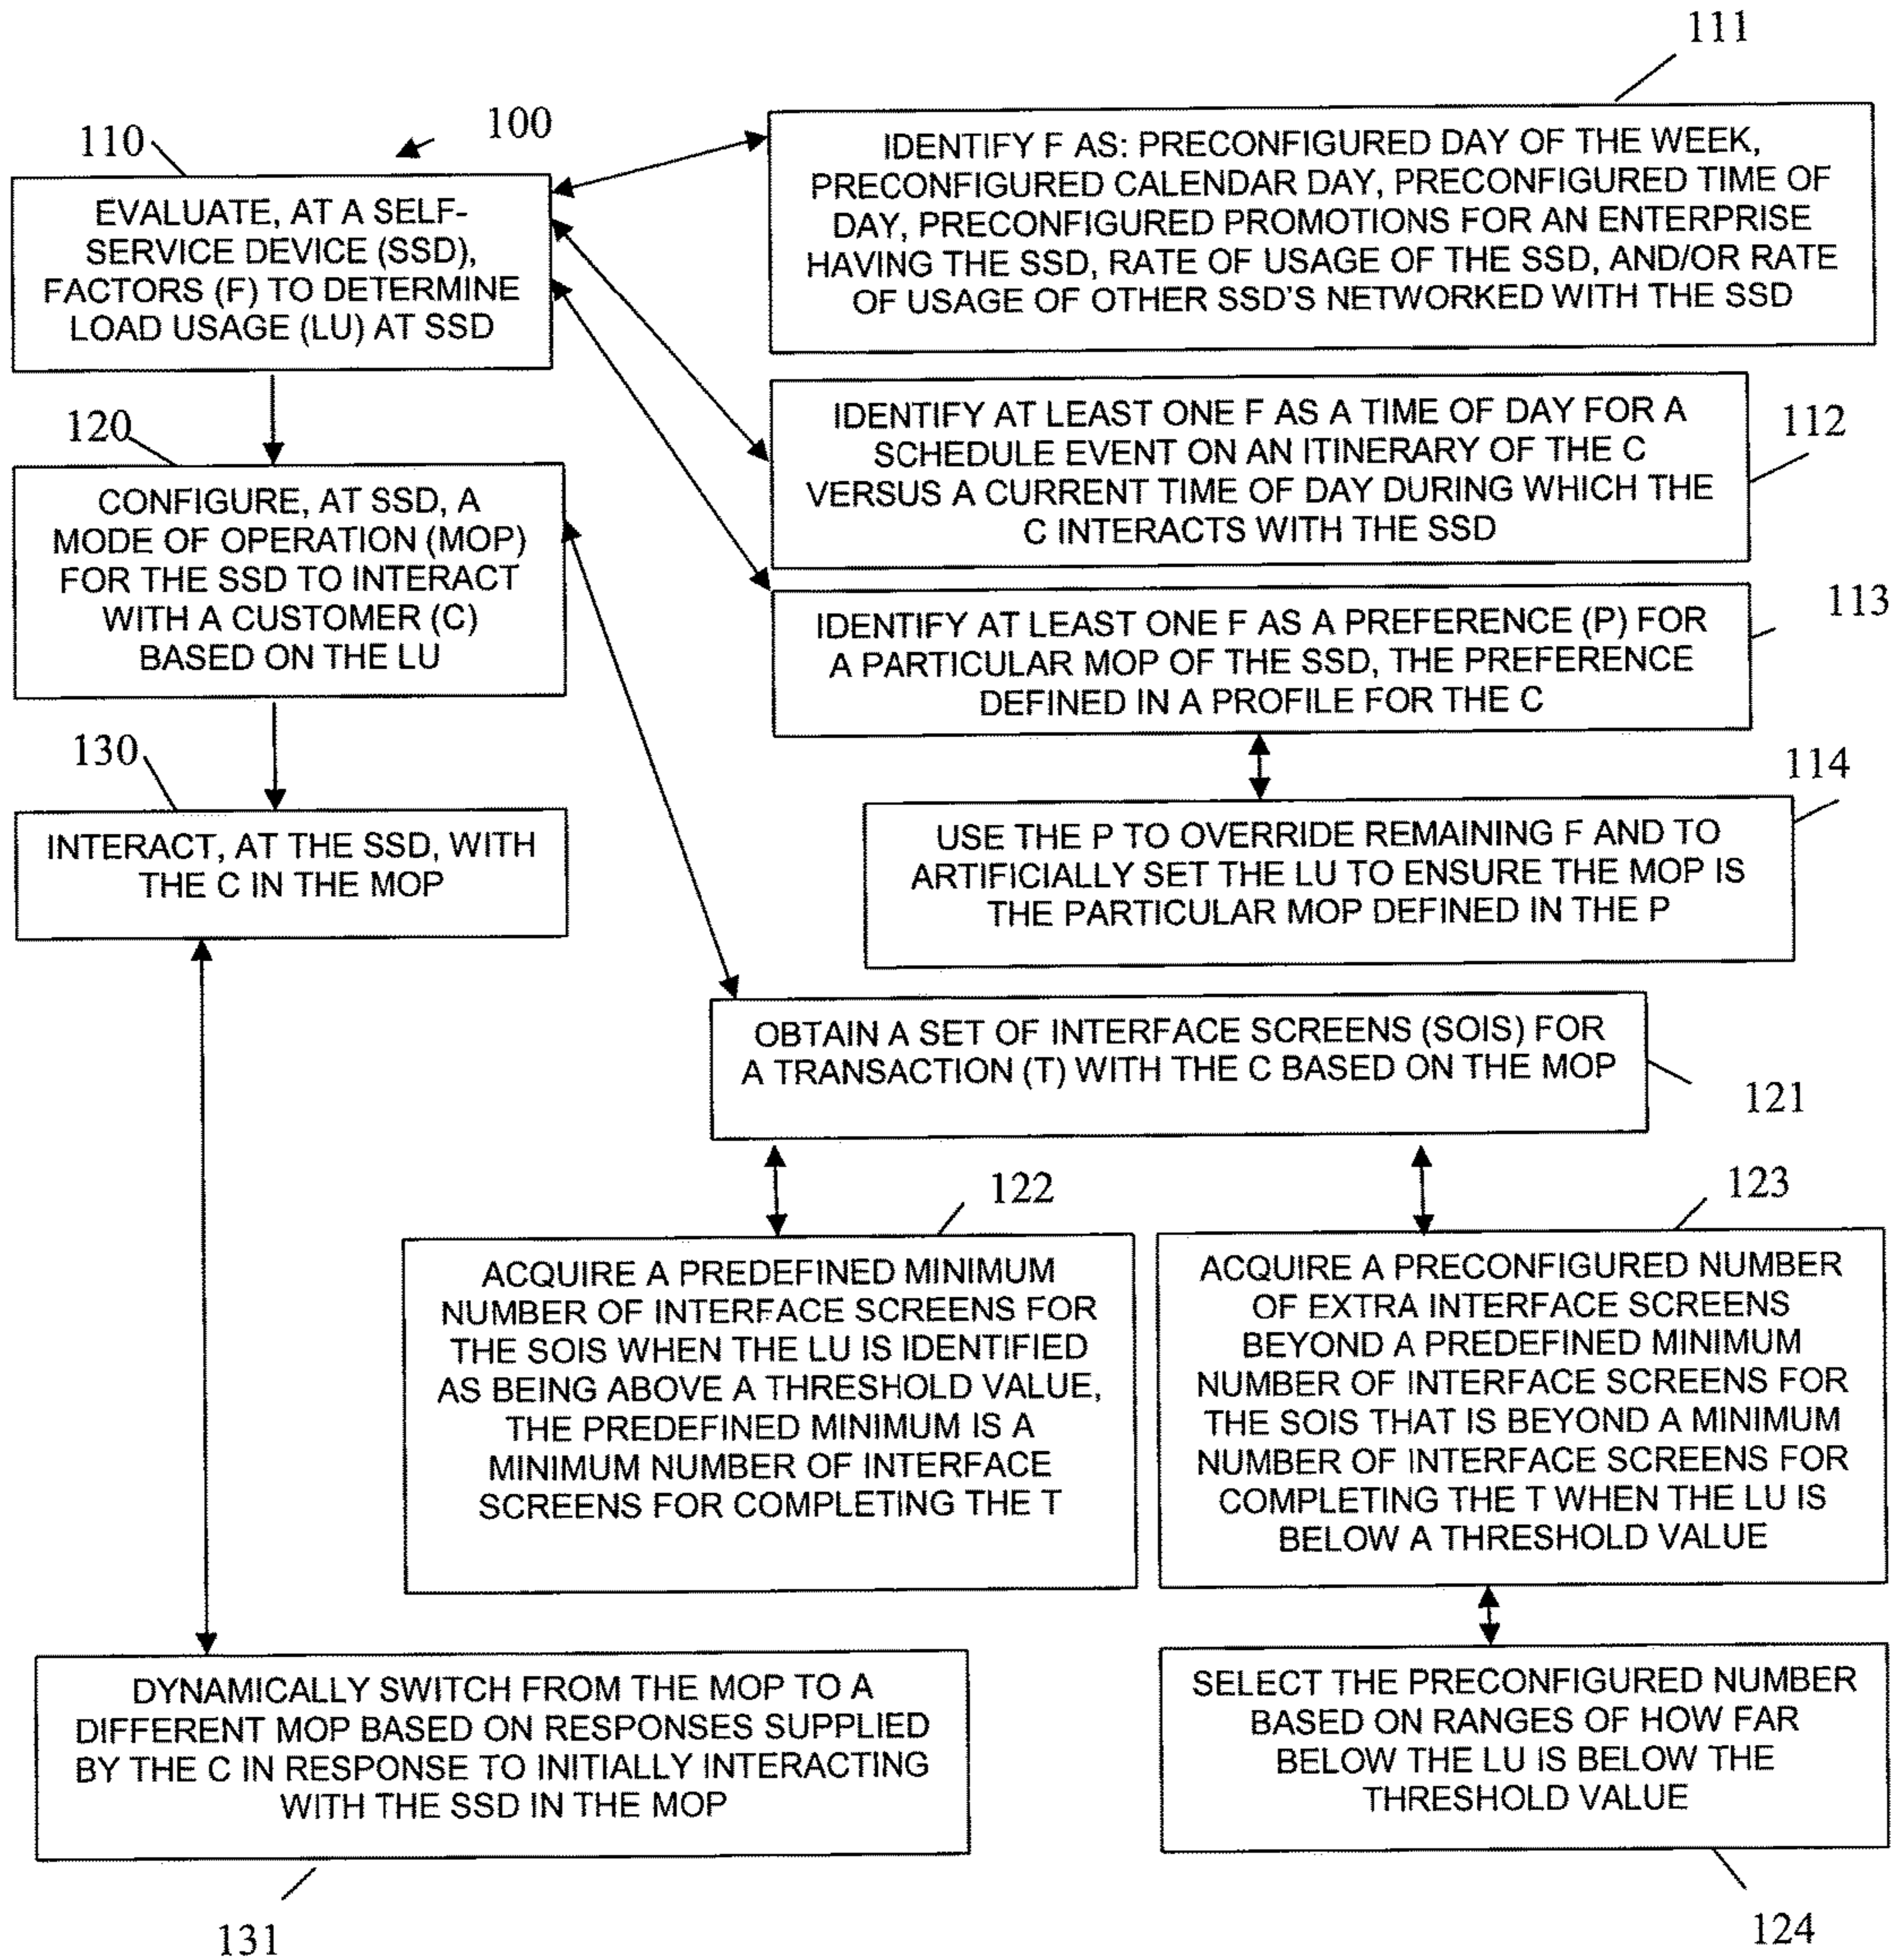 111
100
110
IDENTIFY F AS: PRECONFIGURED DAY OF THE WEEK,
PRECONFIGURED CALENDAR DAY, PRECONFIGURED TIME OF
DAY, PRECONFIGURED PROMOTIONS FOR AN ENTERPRISE
HAVING THE SSD, RATE OF USAGE OF THE SSD, AND/OR RATE
OF USAGE OF OTHER SSD'S NETWORKED WITH THE SSD
EVALUATE, AT A SELF-
SERVICE DEVICE (SSD),
FACTORS (F) TO DETERMINE
LOAD USAGE (LU) AT SSD
112
IDENTIFY AT LEAST ONE F AS A TIME OF DAY FOR A
SCHEDULE EVENT ON AN ITINERARY OF THE C
VERSUS A CURRENT TIME OF DAY DURING WHICH THE
C INTERACTS WITH THE SSD
120
CONFIGURE, AT SSD, A
MODE OF OPERATION (MOP)
FOR THE SSD TO INTERACT
WITH A CUSTOMER (C)
BASED ON THE LU
113
IDENTIFY AT LEAST ONE F AS A PREFERENCE (P) FOR
A PARTICULAR MOP OF THE SSD, THE PREFERENCE
DEFINED IN A PROFILE FOR THE C
130
INTERACT, AT THE SSD, WITH
THE C IN THE MOP
114
USE THE P TO OVERRIDE REMAINING F AND TO
ARTIFICIALLY SET THE LU TO ENSURE THE MOP IS
THE PARTICULAR MOP DEFINED IN THE P
OBTAIN A SET OF INTERFACE SCREENS (SOIS) FOR
A TRANSACTION (T) WITH THE C BASED ON THE MOP
121
122
ACQUIRE A PREDEFINED MINIMUM
NUMBER OF INTERFACE SCREENS FOR
THE SOIS WHEN THE LU IS IDENTIFIED
AS BEING ABOVE A THRESHOLD VALUE,
THE PREDEFINED MINIMUM IS A
MINIMUM NUMBER OF INTERFACE
SCREENS FOR COMPLETING THE T
123
ACQUIRE A PRECONFIGURED NUMBER
OF EXTRA INTERFACE SCREENS
BEYOND A PREDEFINED MINIMUM
NUMBER OF INTERFACE SCREENS FOR
THE SOIS THAT IS BEYOND A MINIMUM
NUMBER OF INTERFACE SCREENS FOR
COMPLETING THE T WHEN THE LU IS
BELOW A THRESHOLD VALUE
DYNAMICALLY SWITCH FROM THE MOP TO A
DIFFERENT MOP BASED ON RESPONSES SUPPLIED
BY THE C IN RESPONSE TO INITIALLY INTERACTING
WITH THE SSD IN THE MOP
131
SELECT THE PRECONFIGURED NUMBER
BASED ON RANGES OF HOW FAR
BELOW THE LU IS BELOW THE
THRESHOLD VALUE
124